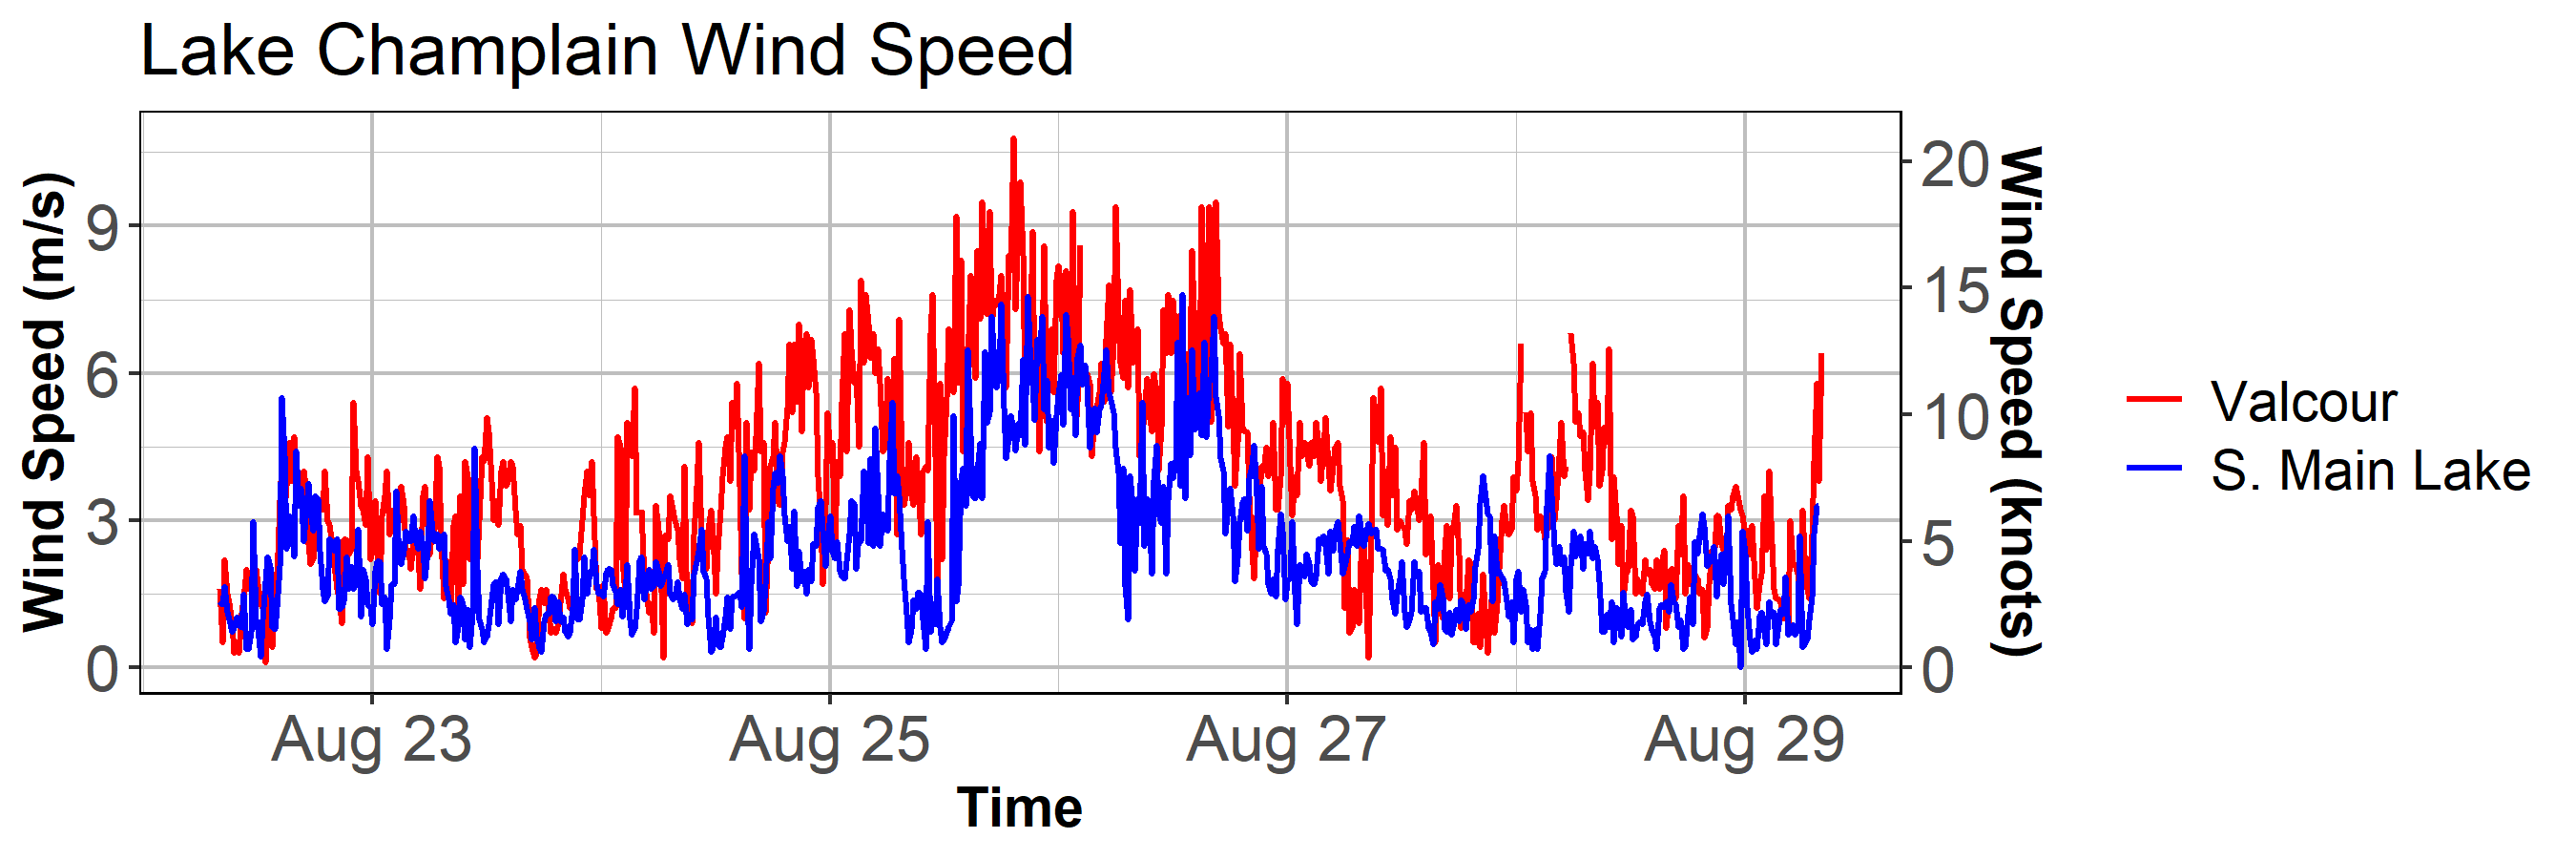 Lake Champlain Wind Speed
Wind Speed (m/s)
9
6
3
0
20
15
10
5
0
Wind Speed (knots)
Aug 23
Aug 25
Aug 27
Aug 29
Time
Valcour
S. Main Lake